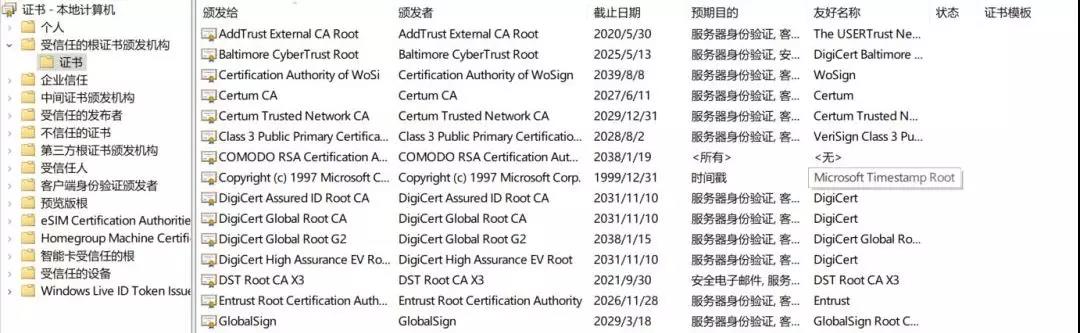 证书 - 本地计算机
个人
受信任的根证书颁发机构
证书
企业信任
中间证书颁发机构
受信任的发布者
不信任的证书
第三方根证书颁发机构
受信任人
客户端身份验证颁发者
预览版根
eSIM Certification Authoritie
Homegroup Machine Certifi
智能卡受信任的根
受信任的设备
Windows Live ID Token Issue
颁发给 颁发者 截止日期 预期目的 友好名称 状态 证书模板
AddTrust External CA Root AddTrust External CA Root 2020/5/30 服务器身份验证, 客... The USERTrust Ne...
Baltimore CyberTrust Root Baltimore CyberTrust Root 2025/5/13 服务器身份验证, 安... DigiCert Baltimore ...
Certification Authority of WoSi Certification Authority of WoSign 2039/8/8 服务器身份验证, 客... WoSign
Certum CA Certum CA 2027/6/11 服务器身份验证, 客... Certum
Certum Trusted Network CA Certum Trusted Network CA 2029/12/31 服务器身份验证, 客... Certum Trusted N...
Class 3 Public Primary Certifica... Class 3 Public Primary Certificatio... 2028/8/2 服务器身份验证, 客... VeriSign Class 3 Pu...
COMODO RSA Certification A... COMODO RSA Certification Aut... 2038/1/19 <所有> <无>
Copyright (c) 1997 Microsoft C... Copyright (c) 1997 Microsoft Corp. 1999/12/31 时间戳 Microsoft Timestamp Root
DigiCert Assured ID Root CA DigiCert Assured ID Root CA 2031/11/10 服务器身份验证, 客... DigiCert
DigiCert Global Root CA DigiCert Global Root CA 2031/11/10 服务器身份验证, 客... DigiCert
DigiCert Global Root G2 DigiCert Global Root G2 2038/1/15 服务器身份验证, 客... DigiCert Global Ro...
DigiCert High Assurance EV Ro... DigiCert High Assurance EV Root 2031/11/10 服务器身份验证, 客... DigiCert
DST Root CA X3 DST Root CA X3 2021/9/30 安全电子邮件, 服务... DST Root CA X3
Entrust Root Certification Auth... Entrust Root Certification Authority 2026/11/28 服务器身份验证, 客... Entrust
GlobalSign GlobalSign 2029/3/18 服务器身份验证, 客... GlobalSign Root C...